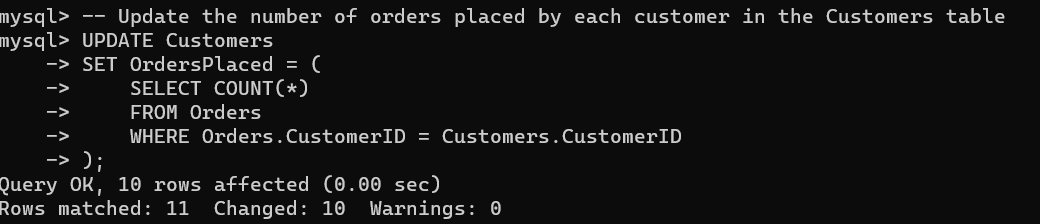 mysql> -- Update the number of orders placed by each customer in the Customers table
mysql> UPDATE Customers
    -> SET OrdersPlaced = (
    ->     SELECT COUNT(*)
    ->     FROM Orders
    ->     WHERE Orders.CustomerID = Customers.CustomerID
    -> );
Query OK, 10 rows affected (0.00 sec)
Rows matched: 11  Changed: 10  Warnings: 0